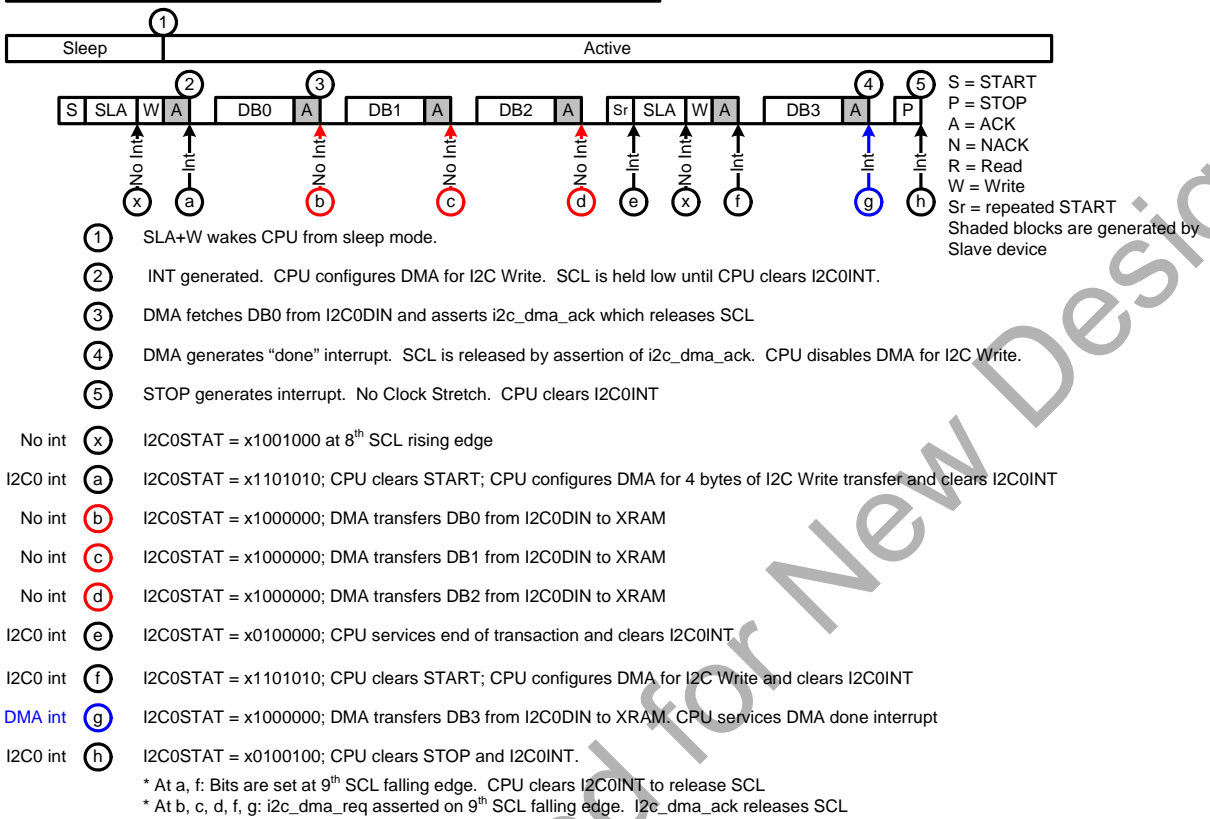 1
Sleep Active
2 3 4 5
S SLA W A DB0 A DB1 A DB2 A Sr SLA W A DB3 A P
S = START
P = STOP
A = ACK
N = NACK
R = Read
W = Write
Sr = repeated START
Shaded blocks are generated by
Slave device
No Int Int No Int No Int No Int Int No Int Int Int Int
x a b c d e x f g h
1 SLA+W wakes CPU from sleep mode.
2 INT generated. CPU configures DMA for I2C Write. SCL is held low until CPU clears I2C0INT.
3 DMA fetches DB0 from I2C0DIN and asserts i2c_dma_ack which releases SCL
4 DMA generates “done” interrupt. SCL is released by assertion of i2c_dma_ack. CPU disables DMA for I2C Write.
5 STOP generates interrupt. No Clock Stretch. CPU clears I2C0INT
No int x I2C0STAT = x1001000 at 8th SCL rising edge
I2C0 int a I2C0STAT = x1101010; CPU clears START; CPU configures DMA for 4 bytes of I2C Write transfer and clears I2C0INT
No int b I2C0STAT = x1000000; DMA transfers DB0 from I2C0DIN to XRAM
No int c I2C0STAT = x1000000; DMA transfers DB1 from I2C0DIN to XRAM
No int d I2C0STAT = x1000000; DMA transfers DB2 from I2C0DIN to XRAM
I2C0 int e I2C0STAT = x0100000; CPU services end of transaction and clears I2C0INT
I2C0 int f I2C0STAT = x1101010; CPU clears START; CPU configures DMA for I2C Write and clears I2C0INT
DMA int g I2C0STAT = x1000000; DMA transfers DB3 from I2C0DIN to XRAM. CPU services DMA done interrupt
I2C0 int h I2C0STAT = x0100100; CPU clears STOP and I2C0INT.
* At a, f: Bits are set at 9th SCL falling edge. CPU clears I2C0INT to release SCL
* At b, c, d, f, g: i2c_dma_req asserted on 9th SCL falling edge. I2c_dma_ack releases SCL
for New